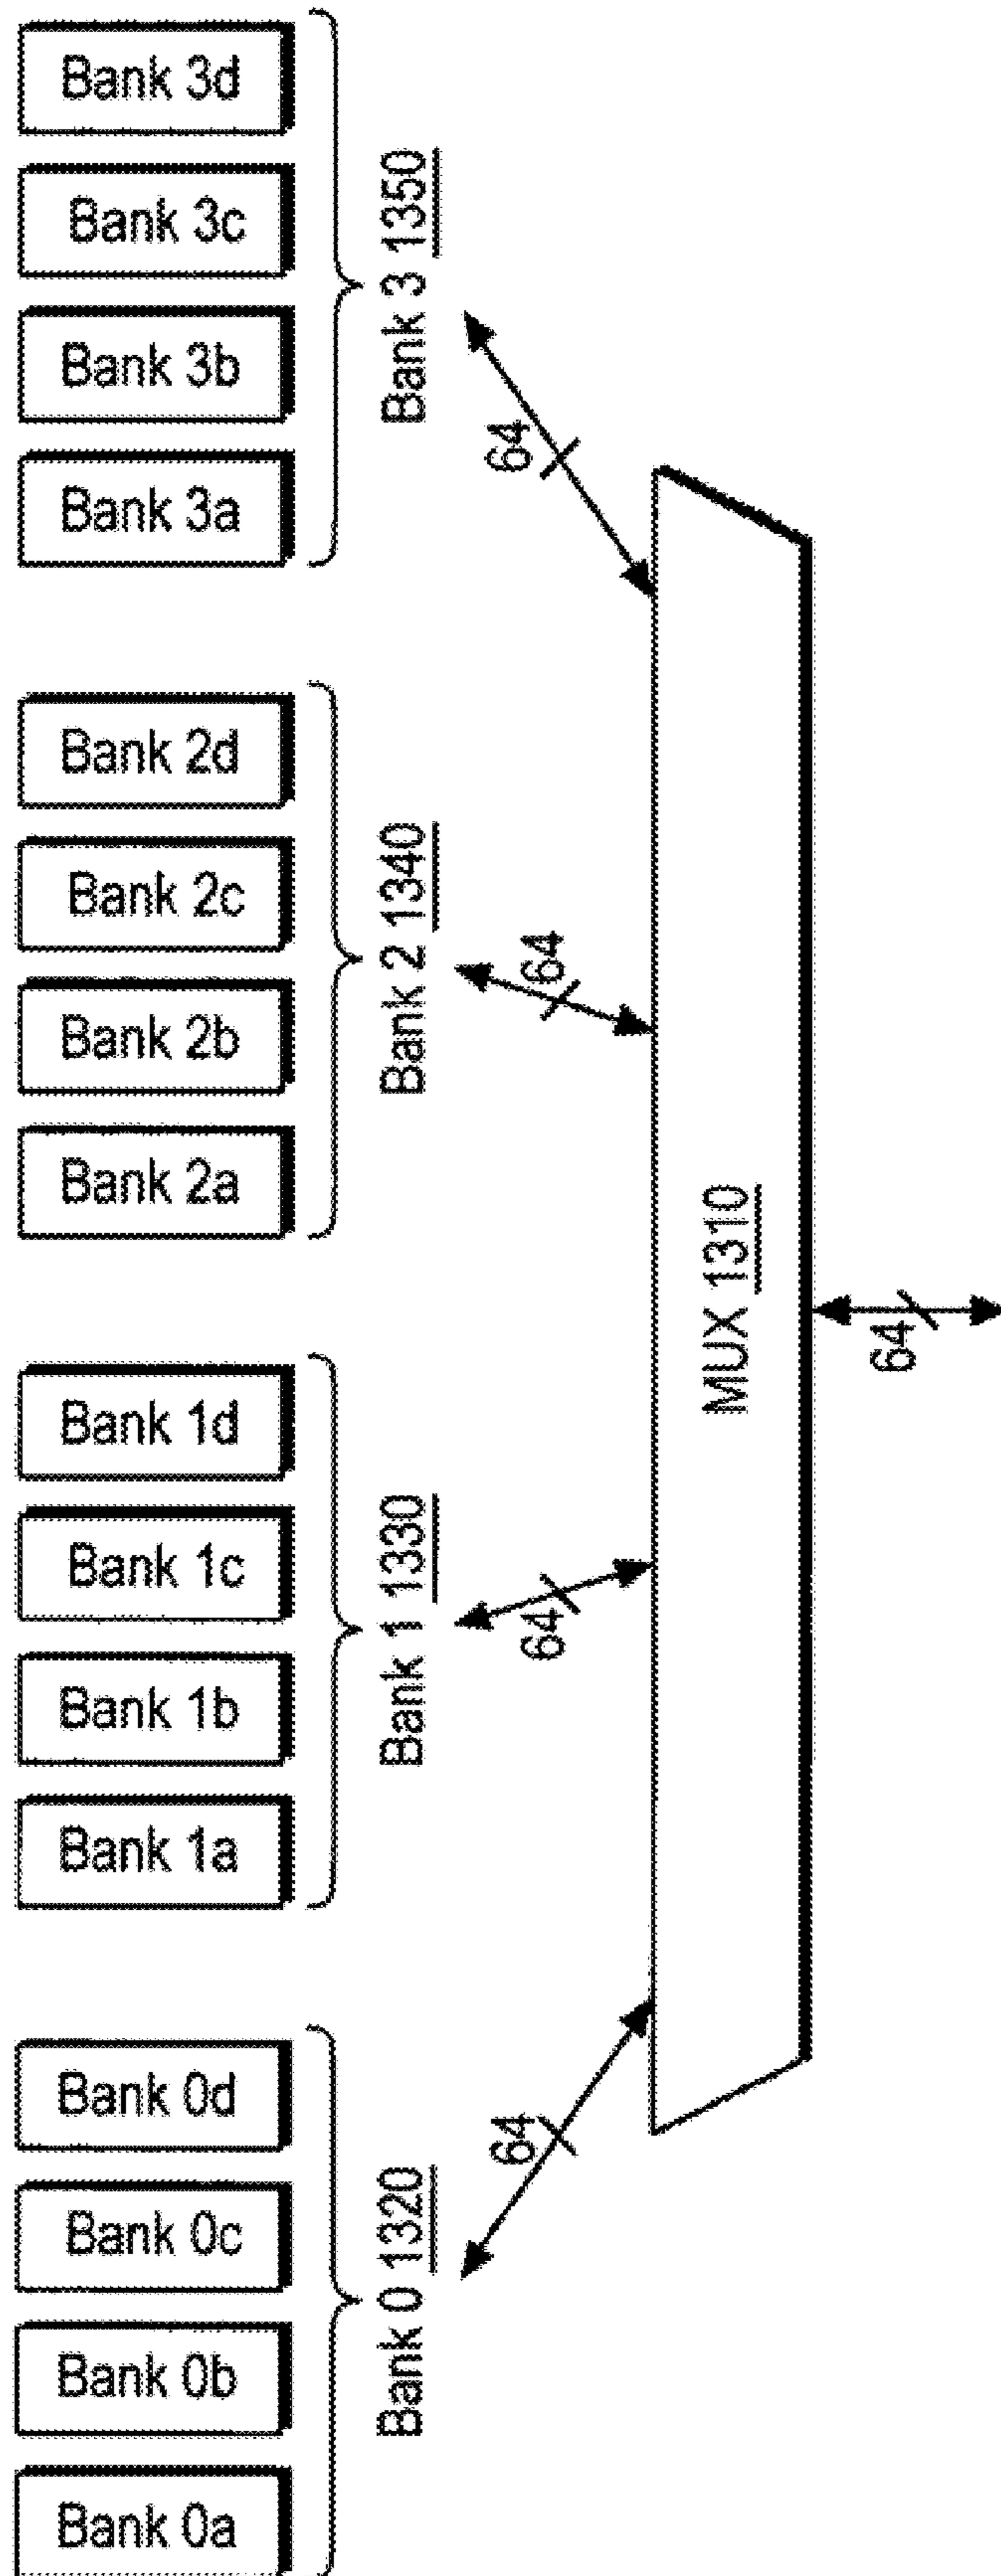 Bank 3d
Bank 3c
Bank 3b
Bank 3a
Bank 3 1350
64
Bank 2d
Bank 2c
Bank 2b
Bank 2a
Bank 2 1340
64
Bank 1d
Bank 1c
Bank 1b
Bank 1a
Bank 1 1330
64
Bank 0d
Bank 0c
Bank 0b
Bank 0a
Bank 0 1320
64
MUX 1310
64